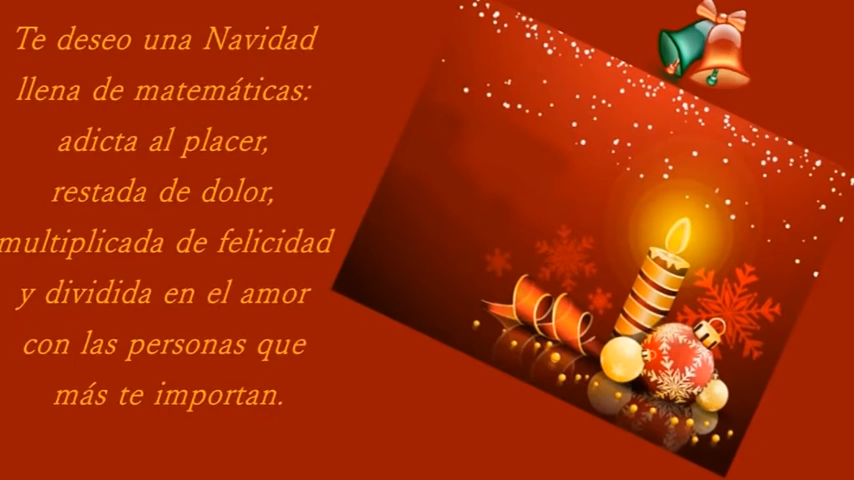 Te deseo una Navidad
llena de matemáticas:
adicta al placer,
restada de dolor,
multiplicada de felicidad
y dividida en el amor
con las personas que
más te importan.